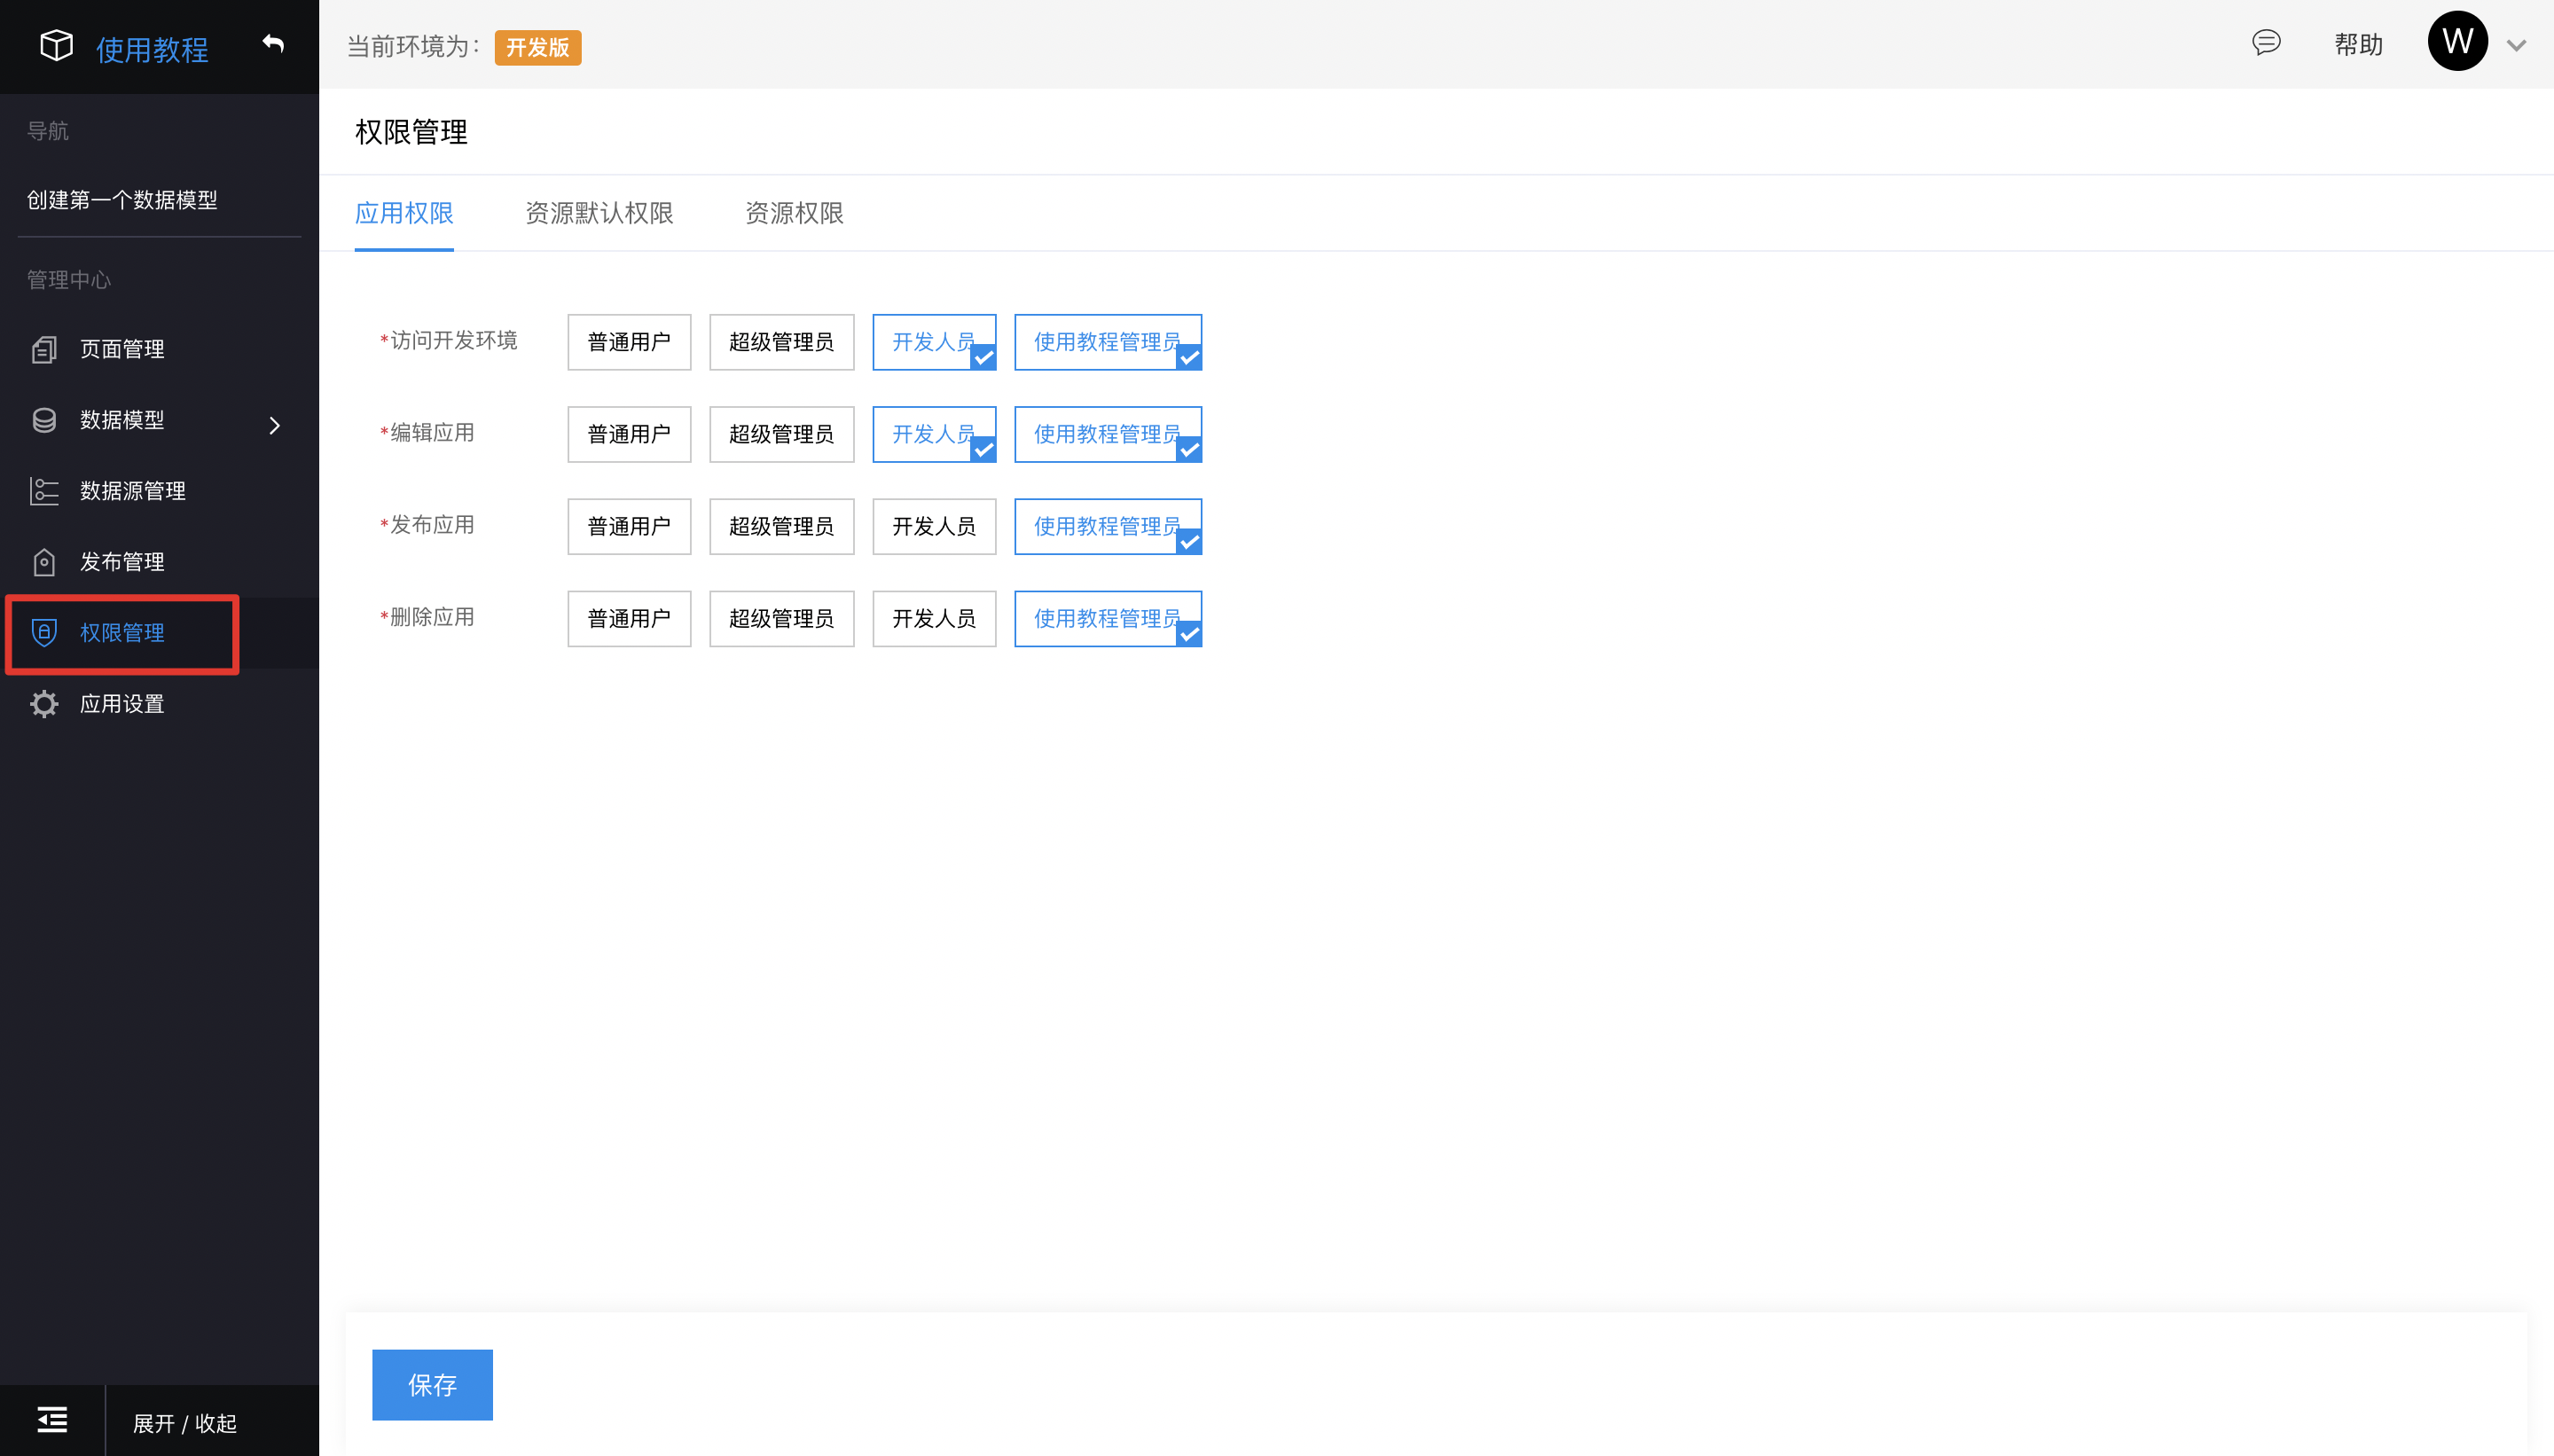 使用教程
导航
创建第一个数据模型
管理中心
页面管理
数据模型
数据源管理
发布管理
权限管理
应用设置
展开 / 收起
当前环境为： 开发版
帮助 W
权限管理
应用权限 资源默认权限 资源权限
*访问开发环境 普通用户 超级管理员 开发人员 使用教程管理员
*编辑应用 普通用户 超级管理员 开发人员 使用教程管理员
*发布应用 普通用户 超级管理员 开发人员 使用教程管理员
*删除应用 普通用户 超级管理员 开发人员 使用教程管理员
保存